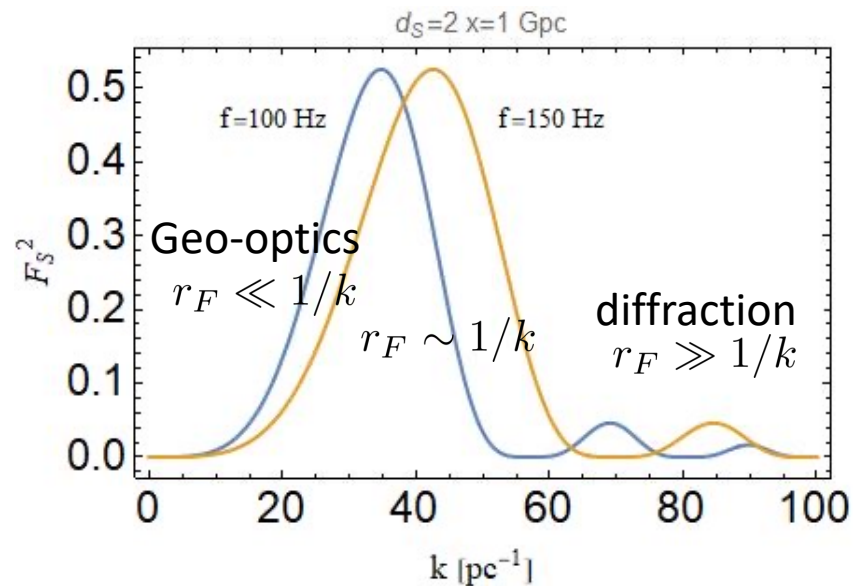 d_S=2 x=1 Gpc
0.5
0.4
0.3
0.2
0.1
0.0
F_S^2
f=100 Hz
f=150 Hz
Geo-optics
r_F ≪ 1/k
r_F ∼ 1/k
diffraction
r_F ≫ 1/k
0 20 40 60 80 100
k [pc⁻¹]